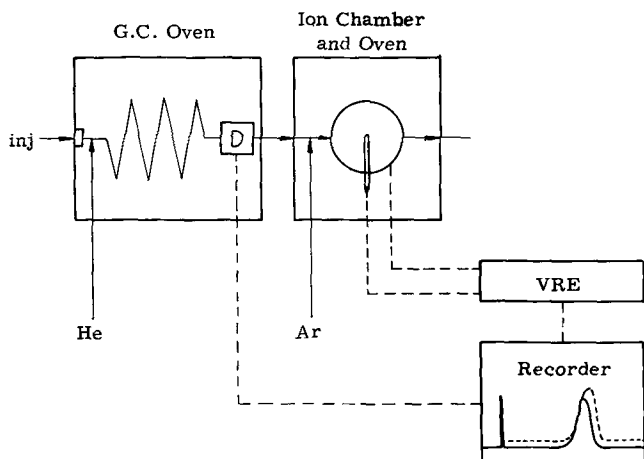 G.C. Oven
Ion Chamber
and Oven
inj
D
He
Ar
VRE
Recorder